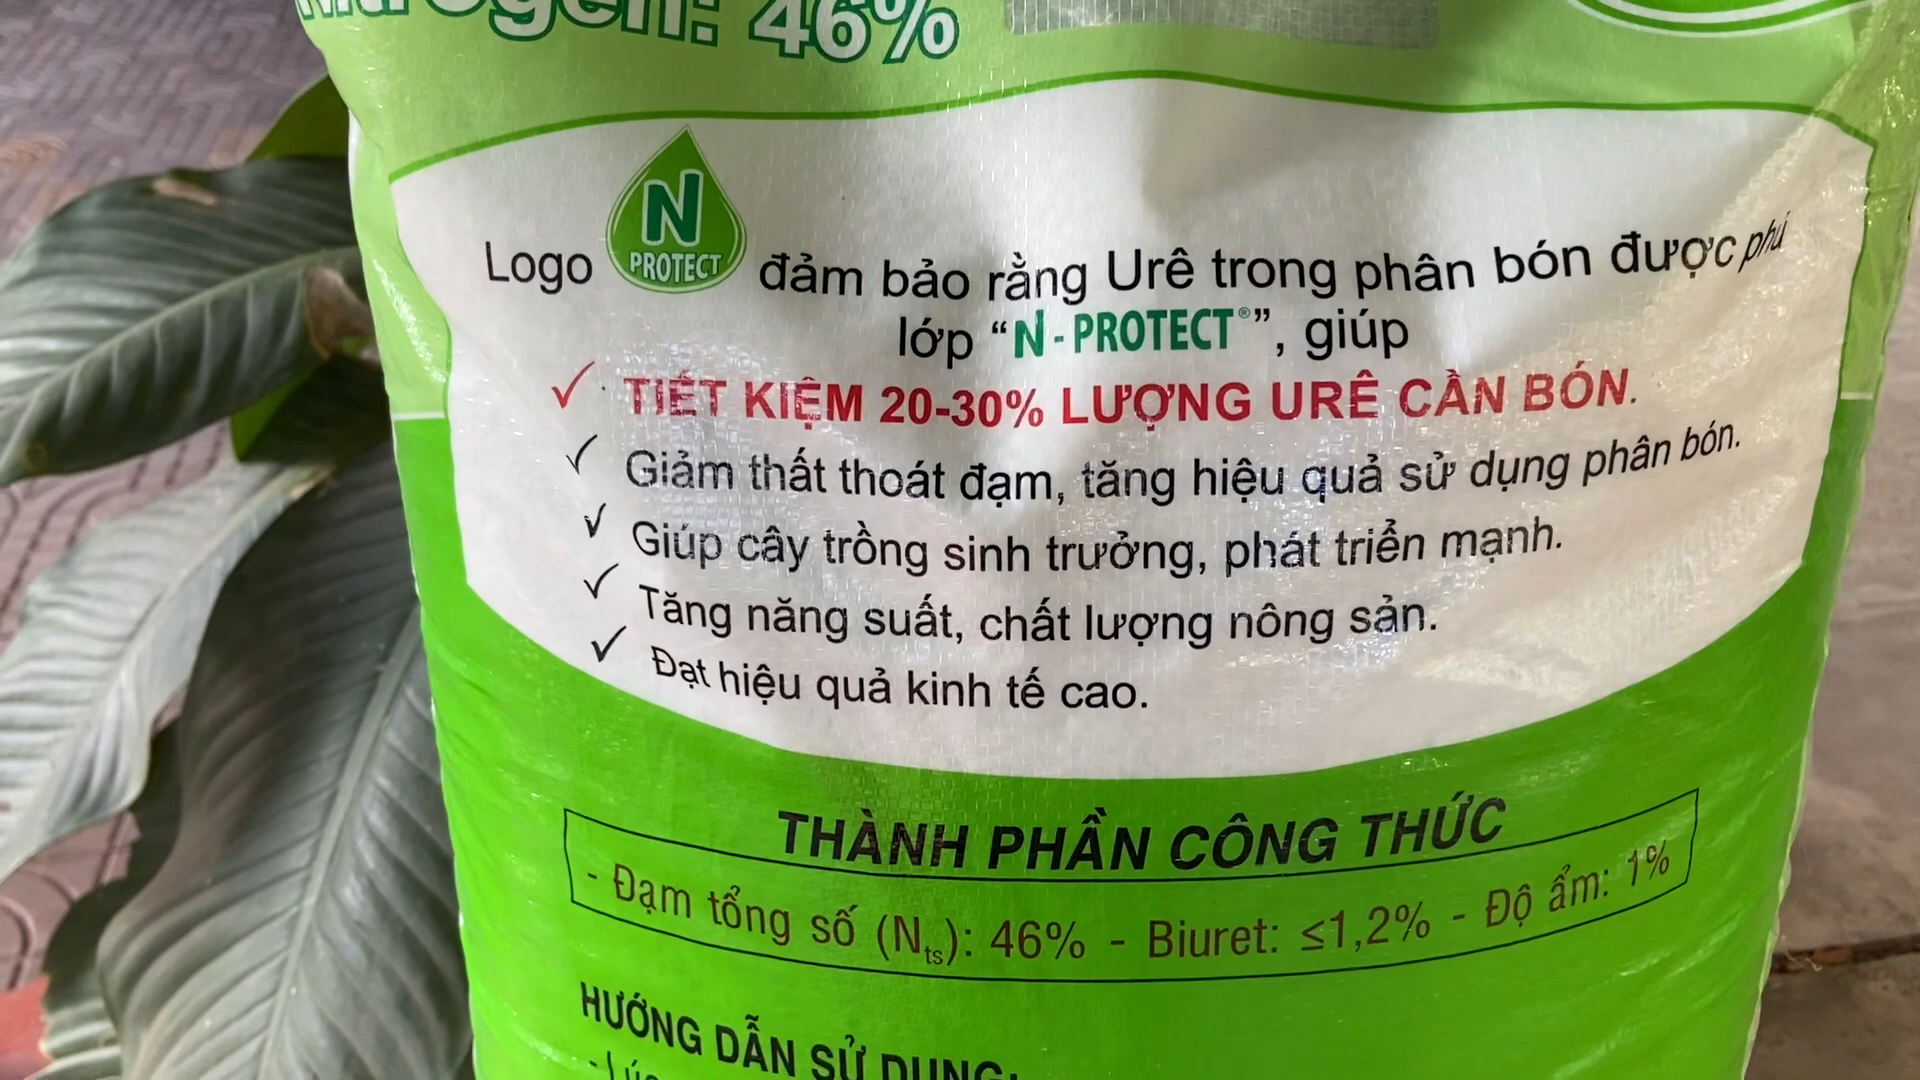 Nitrogen: 46%
Logo N PROTECT đảm bảo rằng Urê trong phân bón được phủ
lớp “N-PROTECT®”, giúp
✓ TIẾT KIỆM 20-30% LƯỢNG URÊ CẦN BÓN.
✓ Giảm thất thoát đạm, tăng hiệu quả sử dụng phân bón.
✓ Giúp cây trồng sinh trưởng, phát triển mạnh.
✓ Tăng năng suất, chất lượng nông sản.
✓ Đạt hiệu quả kinh tế cao.
THÀNH PHẦN CÔNG THỨC
- Đạm tổng số (Nts): 46% - Biuret: ≤1,2% - Độ ẩm: 1%
HƯỚNG DẪN SỬ DỤNG: